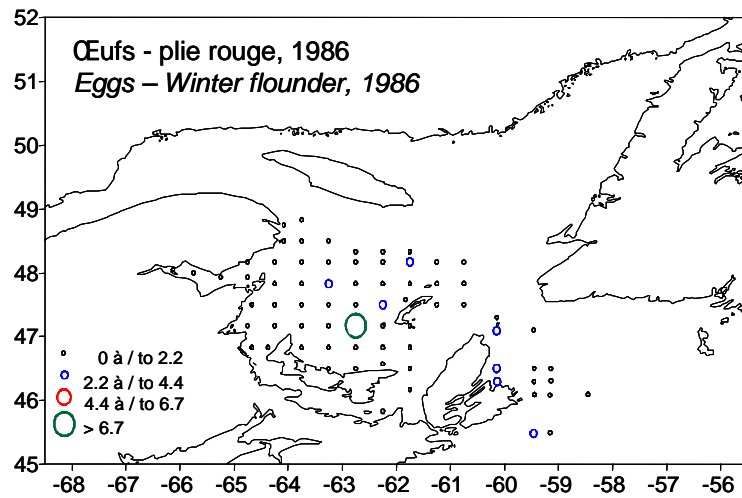 Œufs - plie rouge, 1986
Eggs – Winter flounder, 1986
52
51
50
49
48
47
46
45
0 à / to 2.2
2.2 à / to 4.4
4.4 à / to 6.7
> 6.7
-68 -67 -66 -65 -64 -63 -62 -61 -60 -59 -58 -57 -56